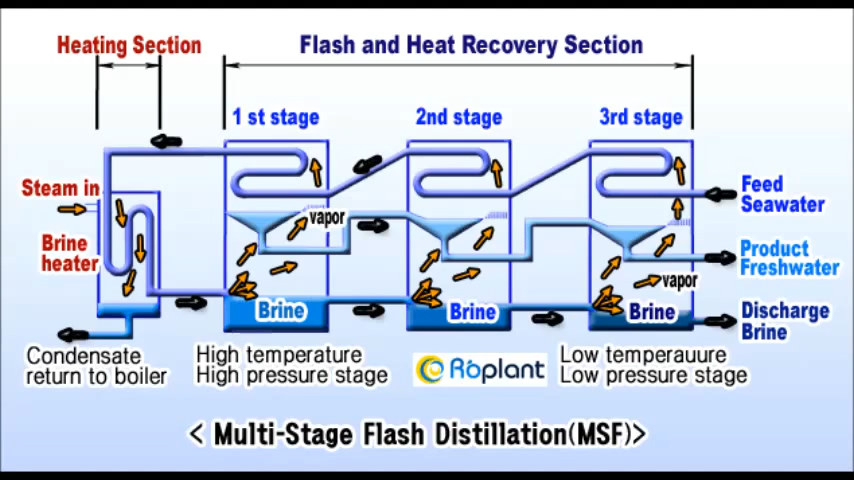 Heating Section
Flash and Heat Recovery Section
1 st stage
2nd stage
3rd stage
Steam in
Feed
Seawater
vapor
Brine
heater
Product
Freshwater
vapor
Brine
Brine
Brine
Discharge
Brine
Condensate
return to boiler
High temperature
High pressure stage
Roplant
Low temperauure
Low pressure stage
< Multi-Stage Flash Distillation(MSF)>